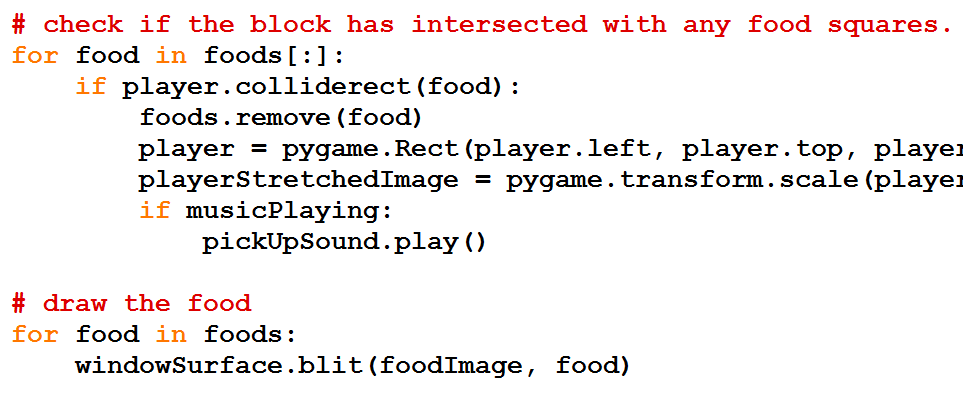 # check if the block has intersected with any food squares.
for food in foods[:]:
    if player.colliderect(food):
        foods.remove(food)
        player = pygame.Rect(player.left, player.top, player
        playerStretchedImage = pygame.transform.scale(player
        if musicPlaying:
            pickUpSound.play()
# draw the food
for food in foods:
    windowSurface.blit(foodImage, food)